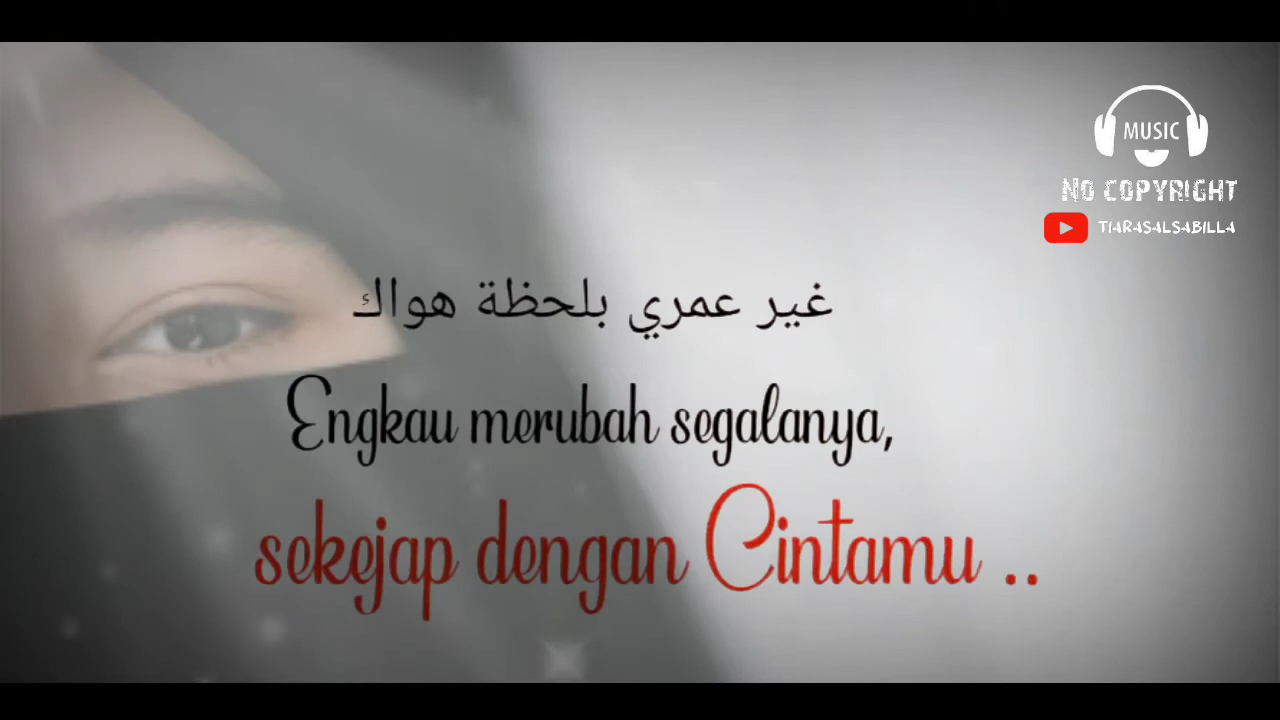 MUSIC
NO COPYRIGHT
TIARASALSABILLA
غير عمري بلحظة هواك
Engkau merubah segalanya,
sekejap dengan Cintamu ..